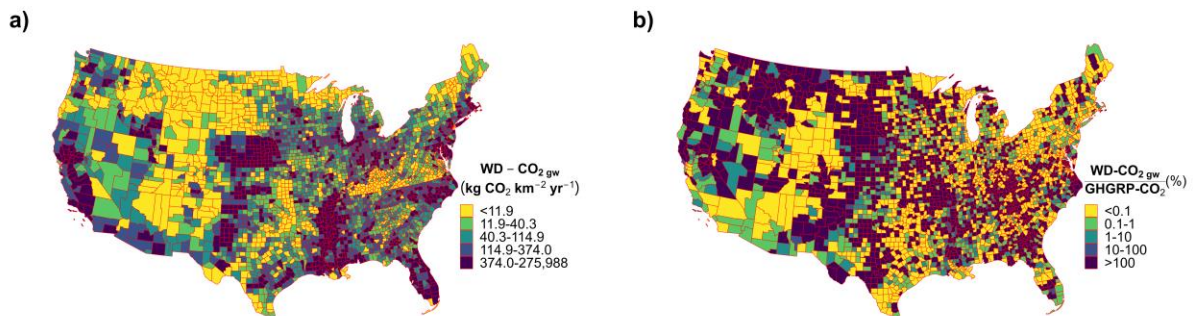 a)
WD – CO₂ gw
(kg CO₂ km⁻² yr⁻¹)
<11.9
11.9-40.3
40.3-114.9
114.9-374.0
374.0-275,988
b)
WD-CO₂ gw
GHGRP-CO₂
(%)
<0.1
0.1-1
1-10
10-100
>100